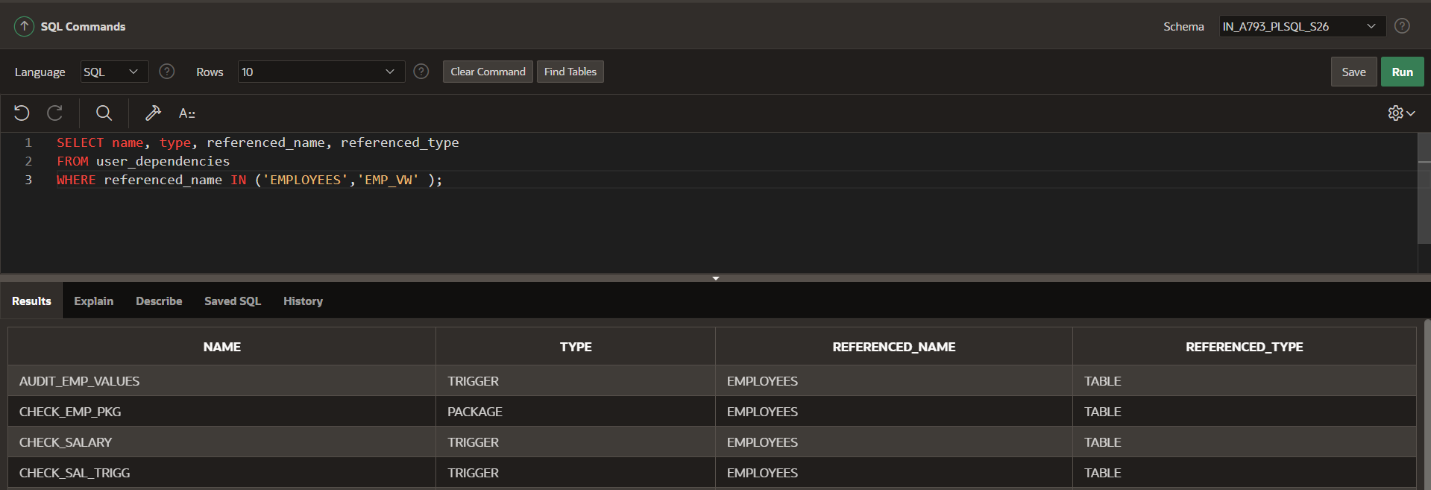 SQL Commands Schema IN_A793_PLSQL_S26
Language SQL Rows 10 Clear Command Find Tables Save Run
A::
1 SELECT name, type, referenced_name, referenced_type
2 FROM user_dependencies
3 WHERE referenced_name IN ('EMPLOYEES','EMP_VW' );
Results Explain Describe Saved SQL History
NAME TYPE REFERENCED_NAME REFERENCED_TYPE
AUDIT_EMP_VALUES TRIGGER EMPLOYEES TABLE
CHECK_EMP_PKG PACKAGE EMPLOYEES TABLE
CHECK_SALARY TRIGGER EMPLOYEES TABLE
CHECK_SAL_TRIGG TRIGGER EMPLOYEES TABLE